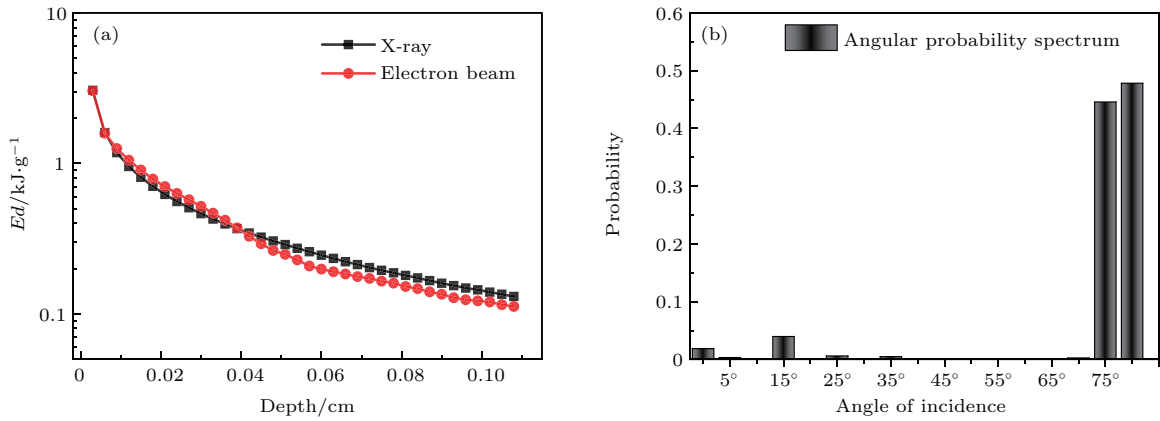 (a)
X-ray
Electron beam
10
1
0.1
Ed/kJ·g⁻¹
0 0.02 0.04 0.06 0.08 0.10
Depth/cm
(b)
Angular probability spectrum
0.6
0.5
0.4
0.3
0.2
0.1
0
Probability
5° 15° 25° 35° 45° 55° 65° 75°
Angle of incidence